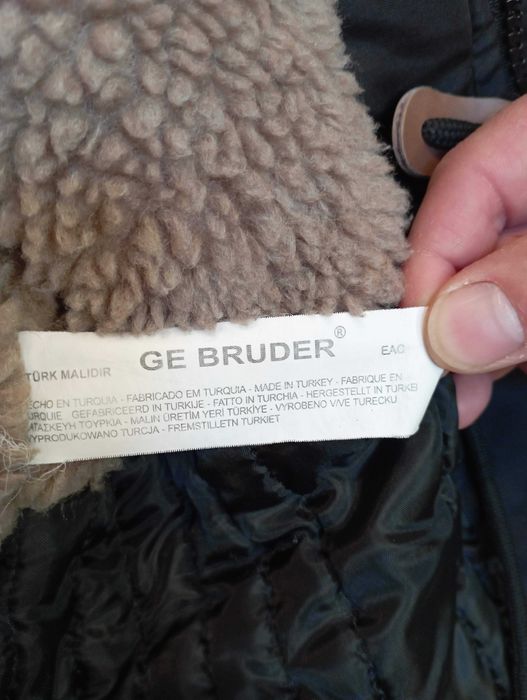 GE BRUDER®
TÜRK MALIDIR
EAC
ECHO EN TURQUIA - FABRICADO EM TURQUIA - MADE IN TURKEY - FABRIQUE EN
TURQUIE GEFABRICEERD IN TURKIJE - FATTO IN TURCHIA - HERGESTELLT IN TURKEI
ΚΑΤΑΣΚΕΥΗ ΤΟΥΡΚΙΑ - MALIN ÜRETİM YERİ TÜRKİYE - VYROBENO V/VE TURECKU
WYPRODUKOWANO TURCJA - FREMSTILLETN TURKIET